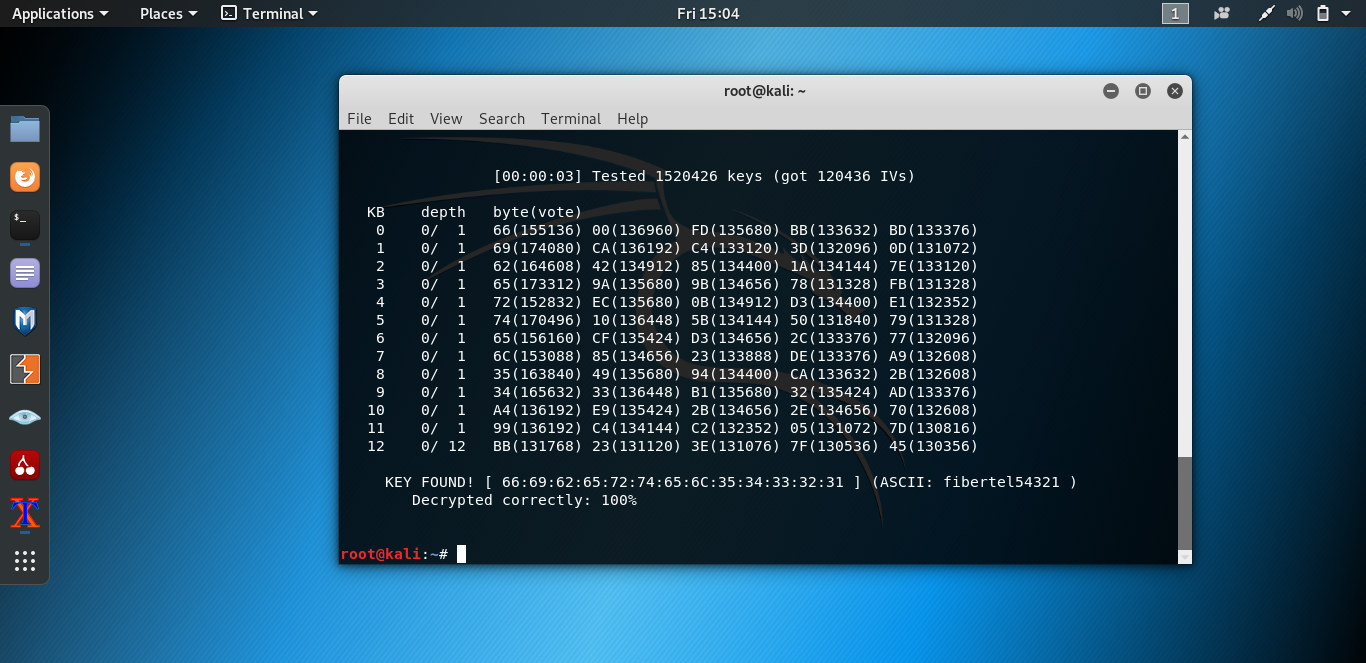 Applications Places Terminal Fri 15:04 1
root@kali: ~
File Edit View Search Terminal Help
[00:00:03] Tested 1520426 keys (got 120436 IVs)
KB depth byte(vote)
0 0/ 1 66(155136) 00(136960) FD(135680) BB(133632) BD(133376)
1 0/ 1 69(174080) CA(136192) C4(133120) 3D(132096) 0D(131072)
2 0/ 1 62(164608) 42(134912) 85(134400) 1A(134144) 7E(133120)
3 0/ 1 65(173312) 9A(135680) 9B(134656) 78(131328) FB(131328)
4 0/ 1 72(152832) EC(135680) 0B(134912) D3(134400) E1(132352)
5 0/ 1 74(170496) 10(136448) 5B(134144) 50(131840) 79(131328)
6 0/ 1 65(156160) CF(135424) D3(134656) 2C(133376) 77(132096)
7 0/ 1 6C(153088) 85(134656) 23(133888) DE(133376) A9(132608)
8 0/ 1 35(163840) 49(135680) 94(134400) CA(133632) 2B(132608)
9 0/ 1 34(165632) 33(136448) B1(135680) 32(135424) AD(133376)
10 0/ 1 A4(136192) E9(135424) 2B(134656) 2E(134656) 70(132608)
11 0/ 1 99(136192) C4(134144) C2(132352) 05(131072) 7D(130816)
12 0/ 12 BB(131768) 23(131120) 3E(131076) 7F(130536) 45(130356)
KEY FOUND! [ 66:69:62:65:72:74:65:6C:35:34:33:32:31 ] (ASCII: fibertel54321 )
Decrypted correctly: 100%
root@kali:~#